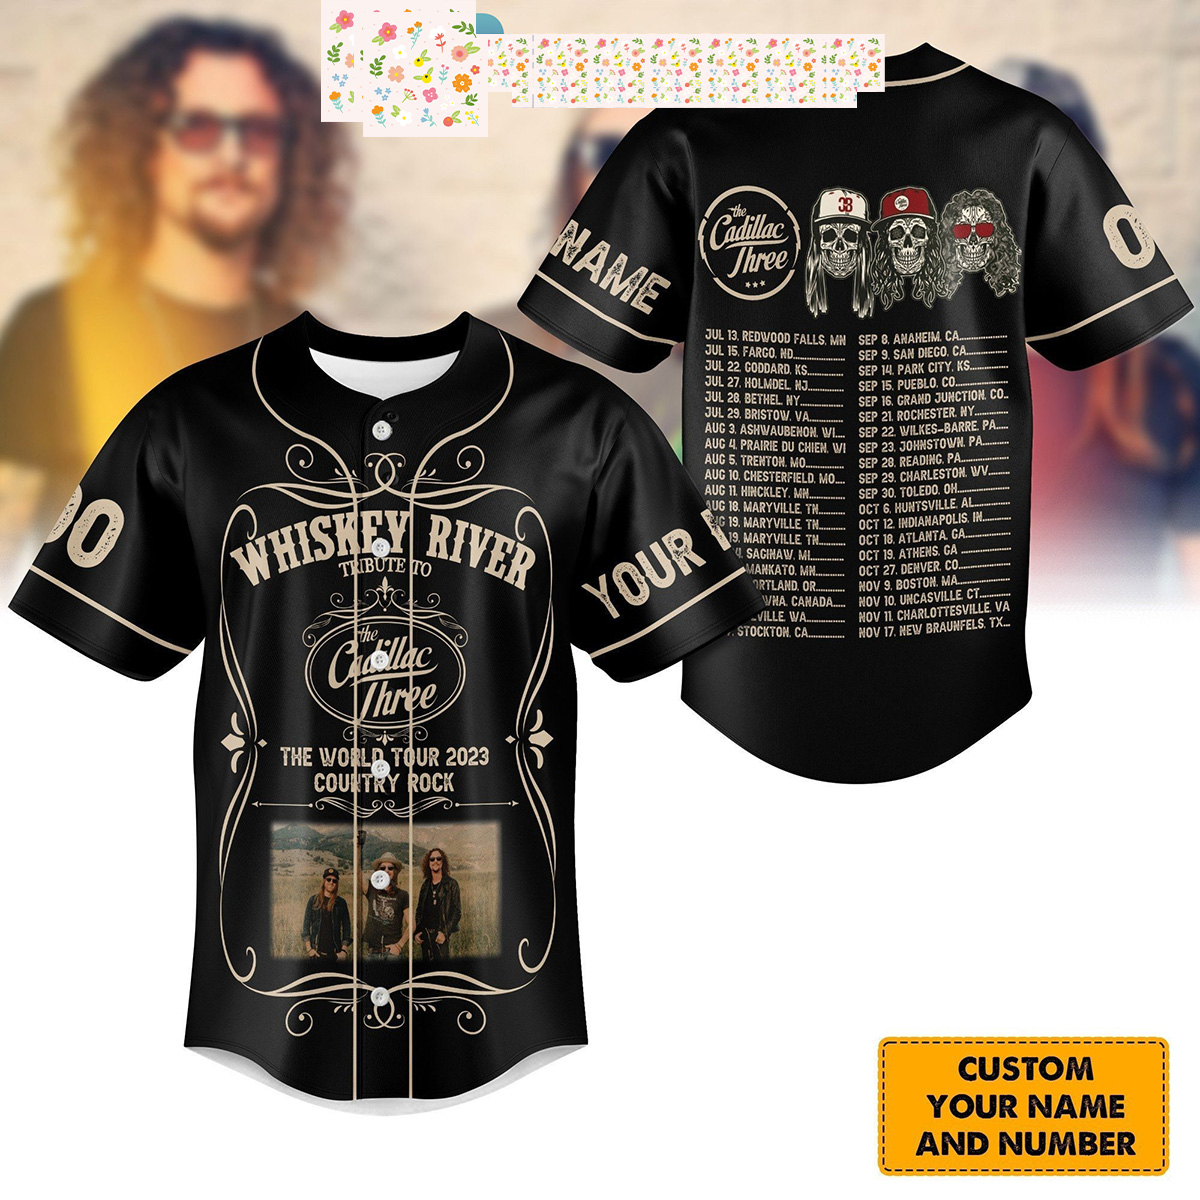 00
WHISKEY RIVER
TRIBUTE TO
the
Cadillac
Three
THE WORLD TOUR 2023
COUNTRY ROCK
YOUR
NAME
the
Cadillac
Three
JUL 13. REDWOOD FALLS, MN
JUL 15. FARGO, ND
JUL 22. GODDARD, KS
JUL 27. HOLMDEL, NJ
JUL 28. BETHEL, NY
JUL 29. BRISTOW, VA
AUG 3. ASHWAUBENON, WI
AUG 4. PRAIRIE DU CHIEN, WI
AUG 5. TRENTON, MO
AUG 10. CHESTERFIELD, MO
AUG 11. HINCKLEY, MN
AUG 18. MARYVILLE, TN
19. MARYVILLE, TN
19. MARYVILLE, TN
SAGINAW, MI
MANKATO, MN
ORTLAND, OR
CANADA
VILLE, WA
STOCKTON, CA
SEP 8. ANAHEIM, CA
SEP 9. SAN DIEGO, CA
SEP 14. PARK CITY, KS
SEP 15. PUEBLO, CO
SEP 16. GRAND JUNCTION, CO
SEP 21. ROCHESTER, NY
SEP 22. WILKES-BARRE, PA
SEP 23. JOHNSTOWN, PA
SEP 28. READING, PA
SEP 29. CHARLESTON, WV
SEP 30. TOLEDO, OH
OCT 6. HUNTSVILLE, AL
OCT 12. INDIANAPOLIS, IN
OCT 18. ATLANTA, GA
OCT 19. ATHENS, GA
OCT 27. DENVER, CO
NOV 9. BOSTON, MA
NOV 10. UNCASVILLE, CT
NOV 11. CHARLOTTESVILLE, VA
NOV 17. NEW BRAUNFELS, TX
CUSTOM
YOUR NAME
AND NUMBER